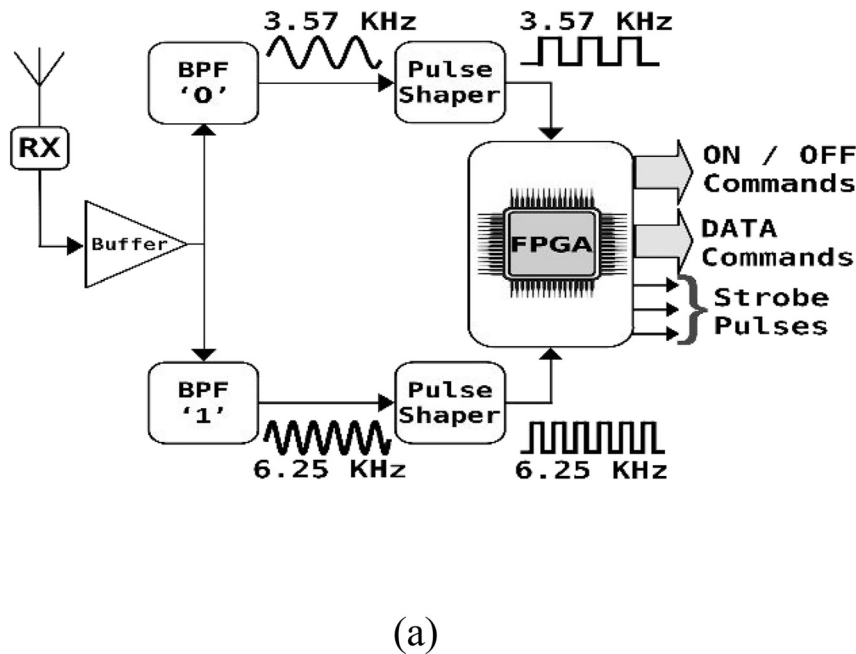 3.57 KHz
3.57 KHz
BPF
‘0’
Pulse
Shaper
RX
ON / OFF
Commands
Buffer
FPGA
DATA
Commands
Strobe
Pulses
BPF
‘1’
Pulse
Shaper
6.25 KHz
6.25 KHz
(a)